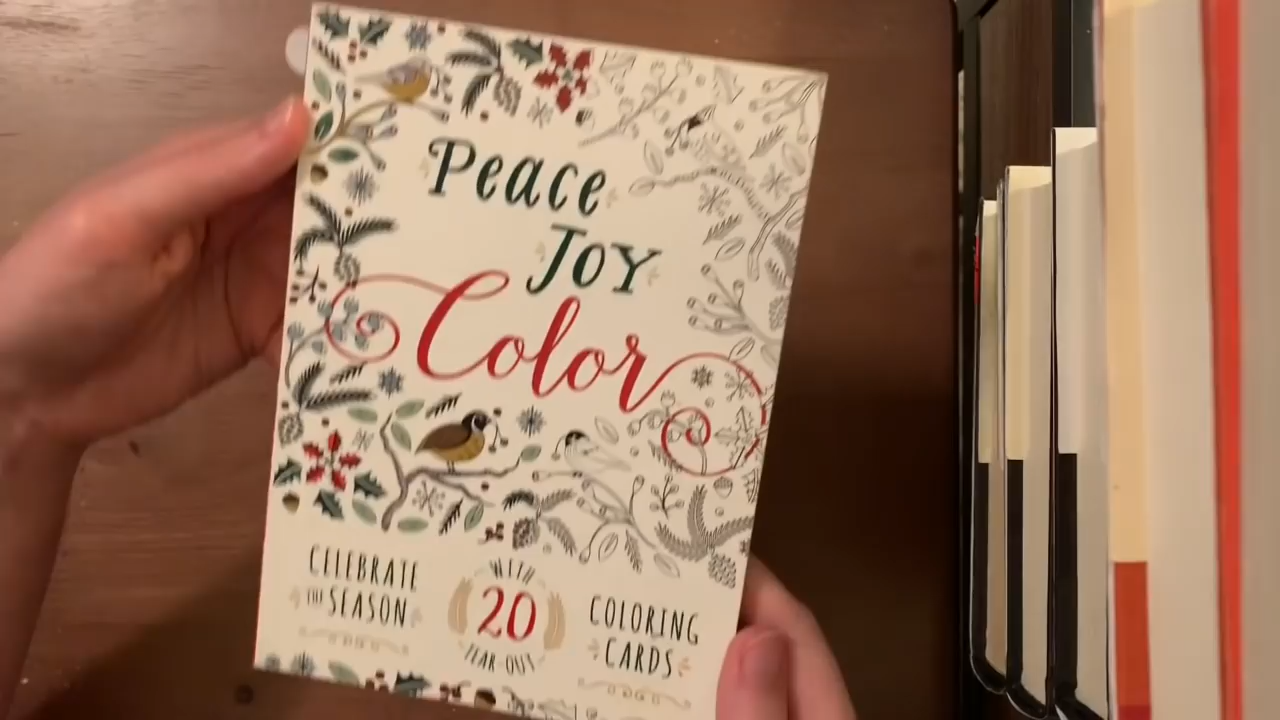 Peace
Joy
Color
CELEBRATE
THE SEASON
WITH
20
TEAR-OUT
COLORING
CARDS